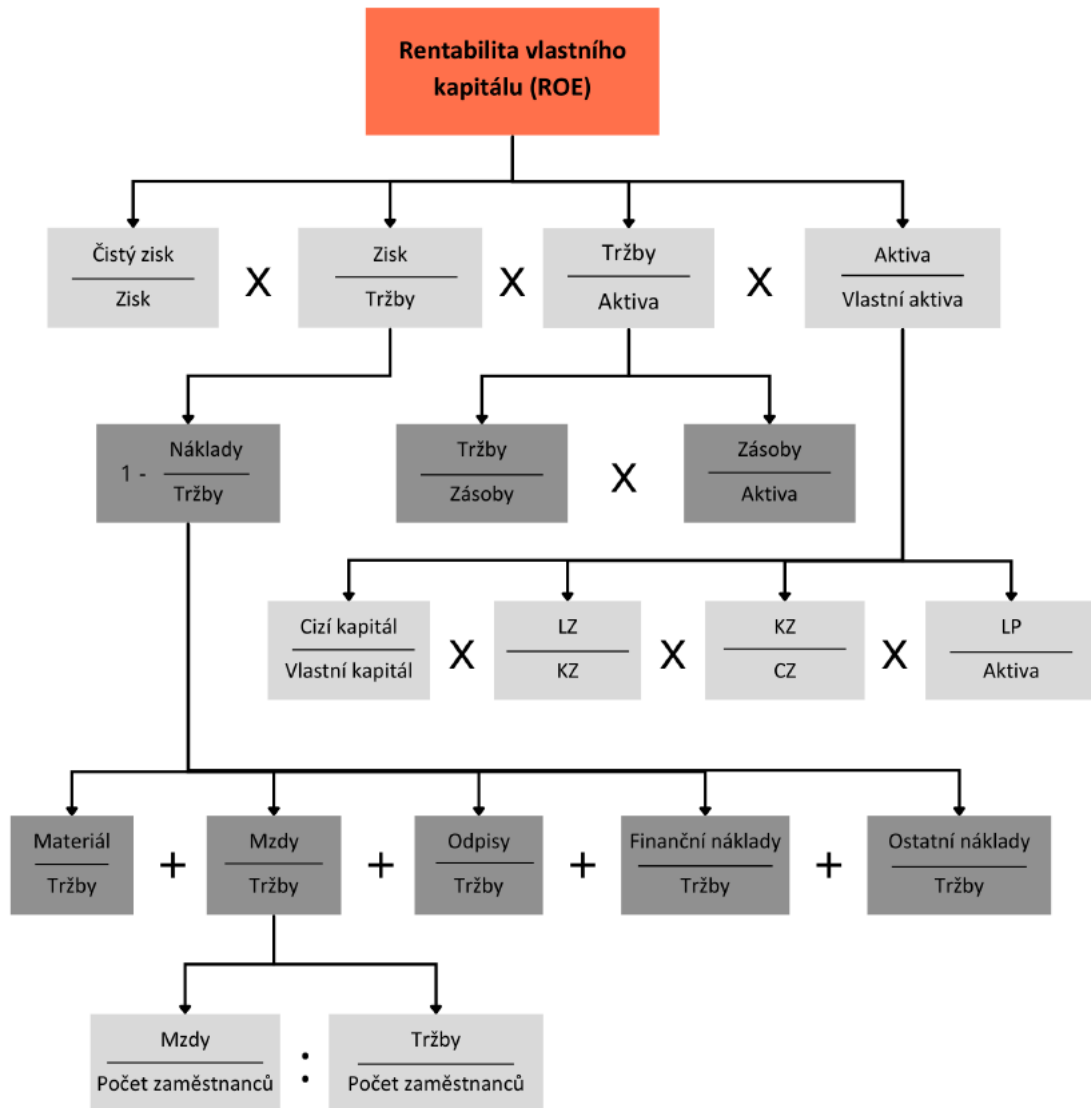 Rentabilita vlastního
kapitálu (ROE)
Čistý zisk
Zisk
X
Zisk
Tržby
X
Tržby
Aktiva
X
Aktiva
Vlastní aktiva
1 -
Náklady
Tržby
Tržby
Zásoby
X
Zásoby
Aktiva
Cizí kapitál
Vlastní kapitál
X
LZ
KZ
X
KZ
CZ
X
LP
Aktiva
Materiál
Tržby
+
Mzdy
Tržby
+
Odpisy
Tržby
+
Finanční náklady
Tržby
+
Ostatní náklady
Tržby
Mzdy
Počet zaměstnanců
:
Tržby
Počet zaměstnanců